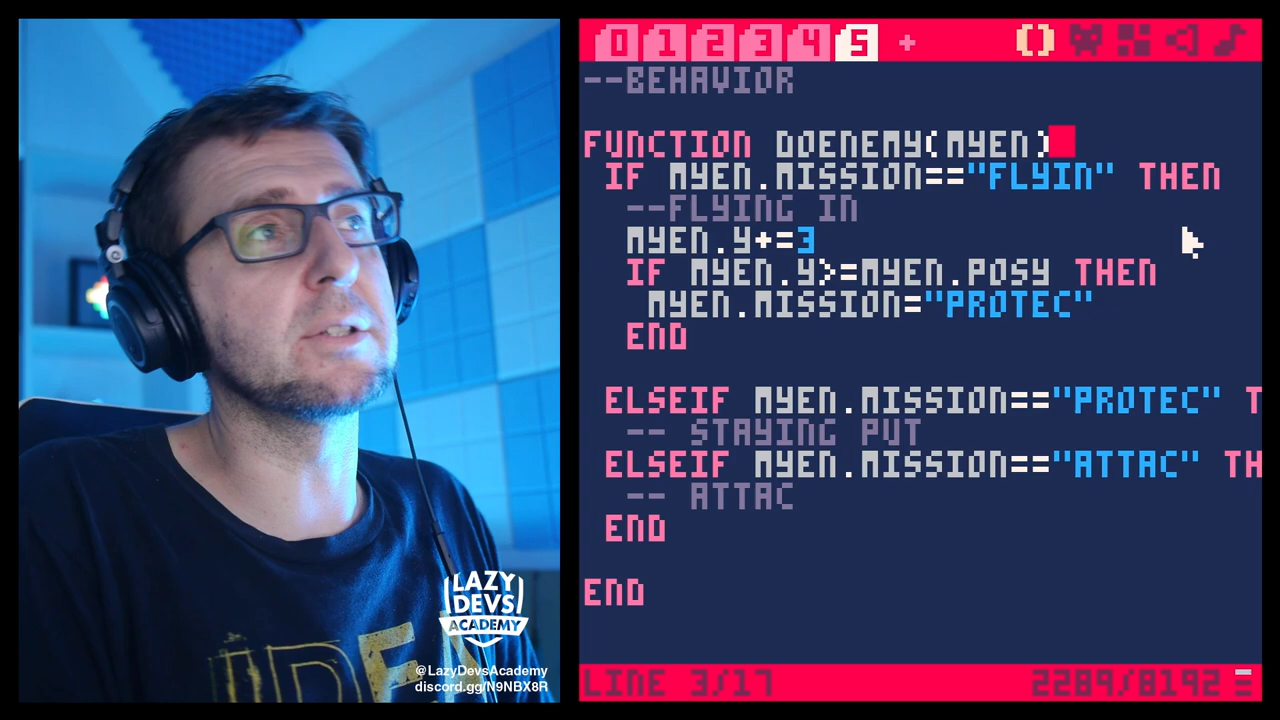 LAZY
DEVS
ACADEMY
@LazyDevsAcademy
discord.gg/N9NBX8R
0 1 2 3 4 5 +
--BEHAVIOR
FUNCTION DOENEMY(MYEN)
IF MYEN.MISSION=="FLYIN" THEN
--FLYING IN
MYEN.Y+=3
IF MYEN.Y>=MYEN.POSY THEN
MYEN.MISSION="PROTEC"
END
ELSEIF MYEN.MISSION=="PROTEC" T
-- STAYING PUT
ELSEIF MYEN.MISSION=="ATTAC" TH
-- ATTAC
END
END
LINE 3/17
2289/8192